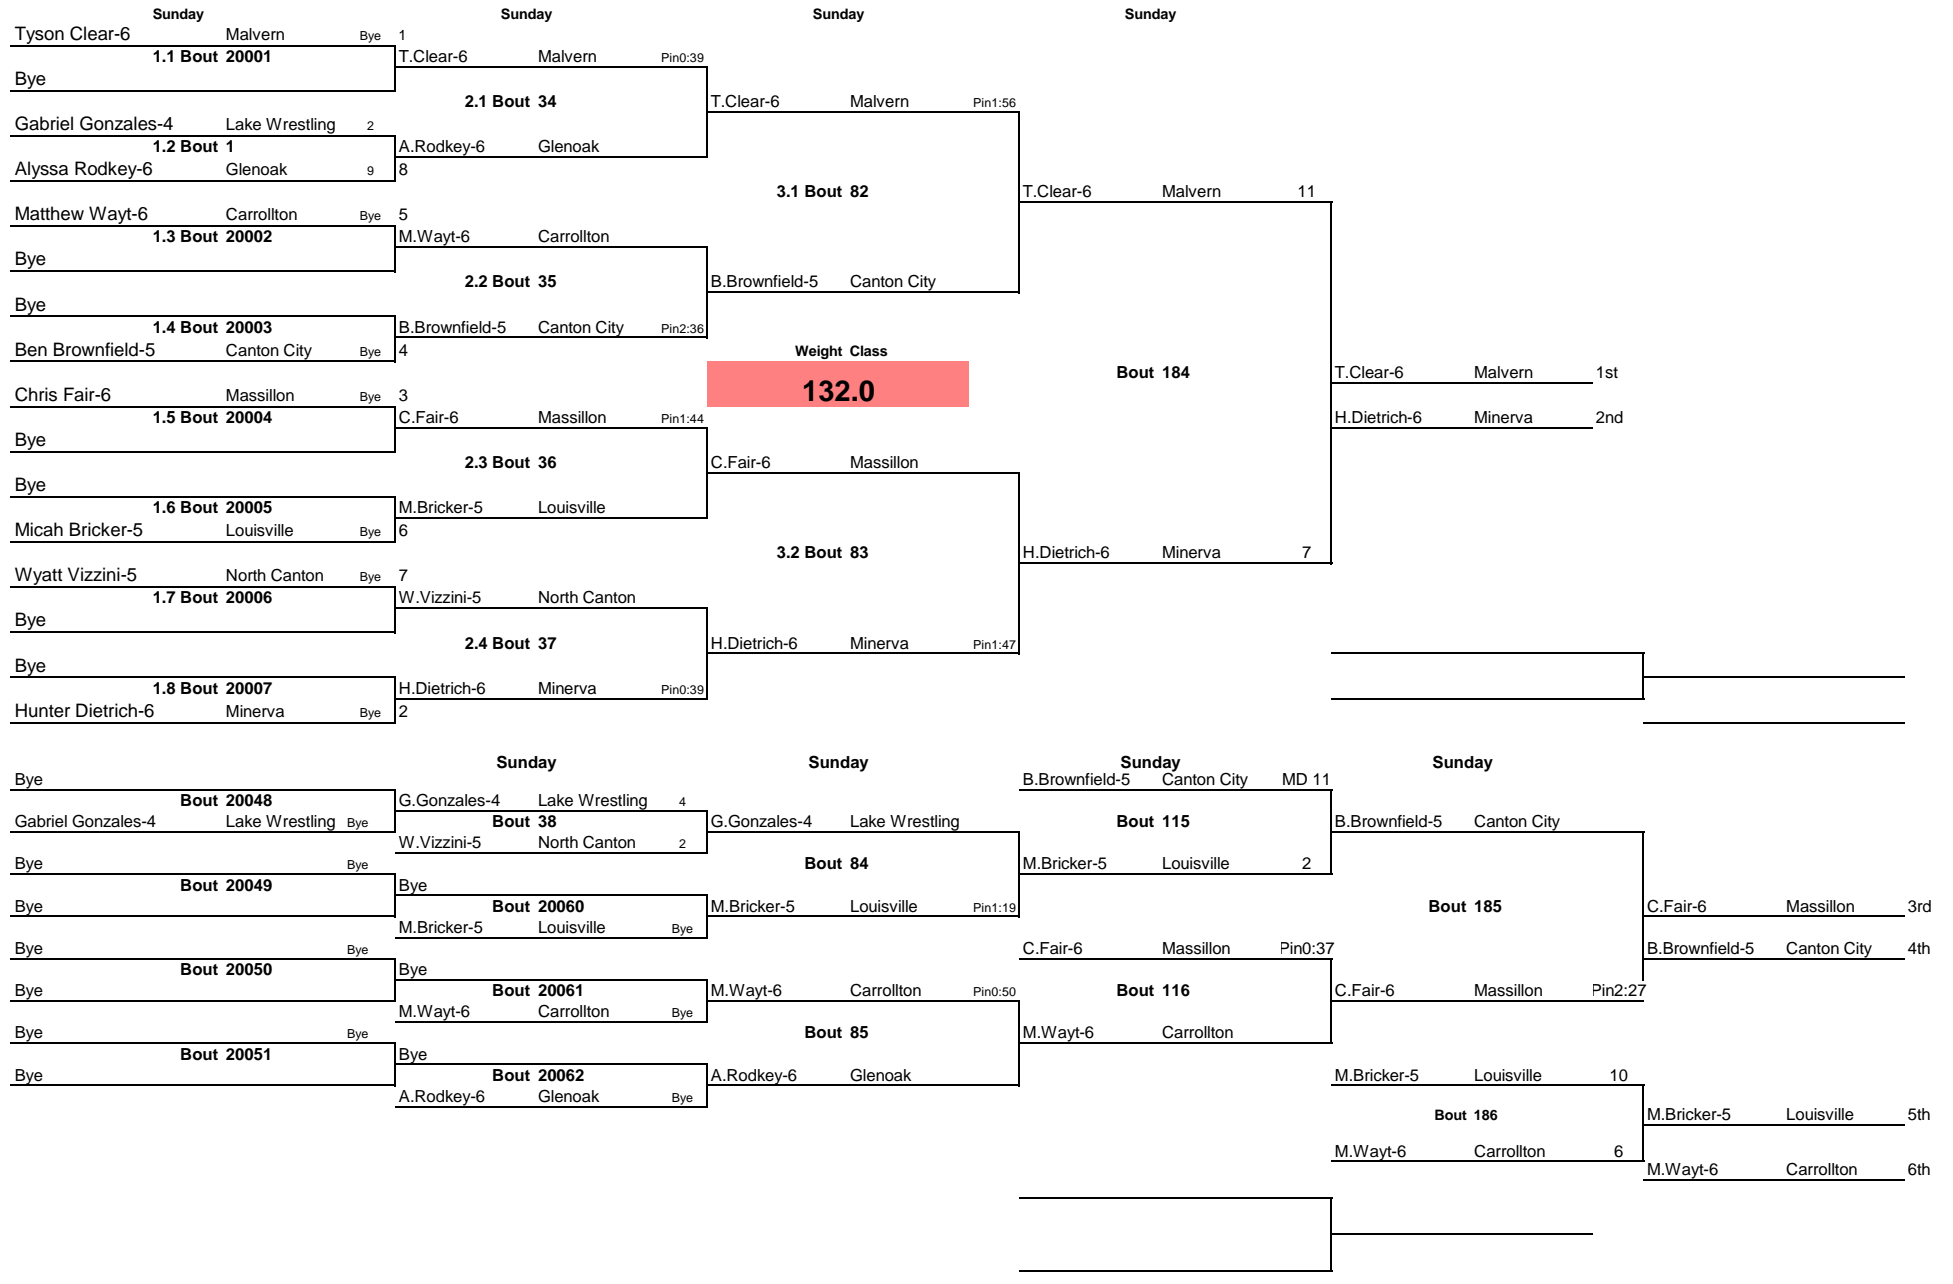 Sunday Sunday Sunday Sunday
Tyson Clear-6 Malvern Bye 1
1.1 Bout 20001 T.Clear-6 Malvern Pin0:39
Bye
2.1 Bout 34 T.Clear-6 Malvern Pin1:56
Gabriel Gonzales-4 Lake Wrestling 2
1.2 Bout 1 A.Rodkey-6 Glenoak
Alyssa Rodkey-6 Glenoak 9 8
3.1 Bout 82 T.Clear-6 Malvern 11
Matthew Wayt-6 Carrollton Bye 5
1.3 Bout 20002 M.Wayt-6 Carrollton
Bye
2.2 Bout 35 B.Brownfield-5 Canton City
Bye
1.4 Bout 20003 B.Brownfield-5 Canton City Pin2:36
Ben Brownfield-5 Canton City Bye 4 Weight Class
Bout 184 T.Clear-6 Malvern 1st
132.0
Chris Fair-6 Massillon Bye 3
1.5 Bout 20004 C.Fair-6 Massillon Pin1:44 H.Dietrich-6 Minerva 2nd
Bye
2.3 Bout 36 C.Fair-6 Massillon
Bye
1.6 Bout 20005 M.Bricker-5 Louisville
Micah Bricker-5 Louisville Bye 6
3.2 Bout 83 H.Dietrich-6 Minerva 7
Wyatt Vizzini-5 North Canton Bye 7
1.7 Bout 20006 W.Vizzini-5 North Canton
Bye
2.4 Bout 37 H.Dietrich-6 Minerva Pin1:47
Bye
1.8 Bout 20007 H.Dietrich-6 Minerva Pin0:39
Hunter Dietrich-6 Minerva Bye 2
Sunday Sunday Sunday Sunday
Bye B.Brownfield-5 Canton City MD 11
Bout 20048 G.Gonzales-4 Lake Wrestling 4
Gabriel Gonzales-4 Lake Wrestling Bye Bout 38 G.Gonzales-4 Lake Wrestling Bout 115 B.Brownfield-5 Canton City
W.Vizzini-5 North Canton 2
Bye Bye Bout 84 M.Bricker-5 Louisville 2
Bout 20049 Bye
Bye Bout 20060 M.Bricker-5 Louisville Pin1:19 Bout 185 C.Fair-6 Massillon 3rd
M.Bricker-5 Louisville Bye
Bye Bye C.Fair-6 Massillon Pin0:37 B.Brownfield-5 Canton City 4th
Bout 20050 Bye
Bye Bout 20061 M.Wayt-6 Carrollton Pin0:50 Bout 116 C.Fair-6 Massillon Pin2:27
M.Wayt-6 Carrollton Bye
Bye Bye Bout 85 M.Wayt-6 Carrollton
Bout 20051 Bye
Bye Bout 20062 A.Rodkey-6 Glenoak M.Bricker-5 Louisville 10
A.Rodkey-6 Glenoak Bye
Bout 186 M.Bricker-5 Louisville 5th
M.Wayt-6 Carrollton 6
M.Wayt-6 Carrollton 6th